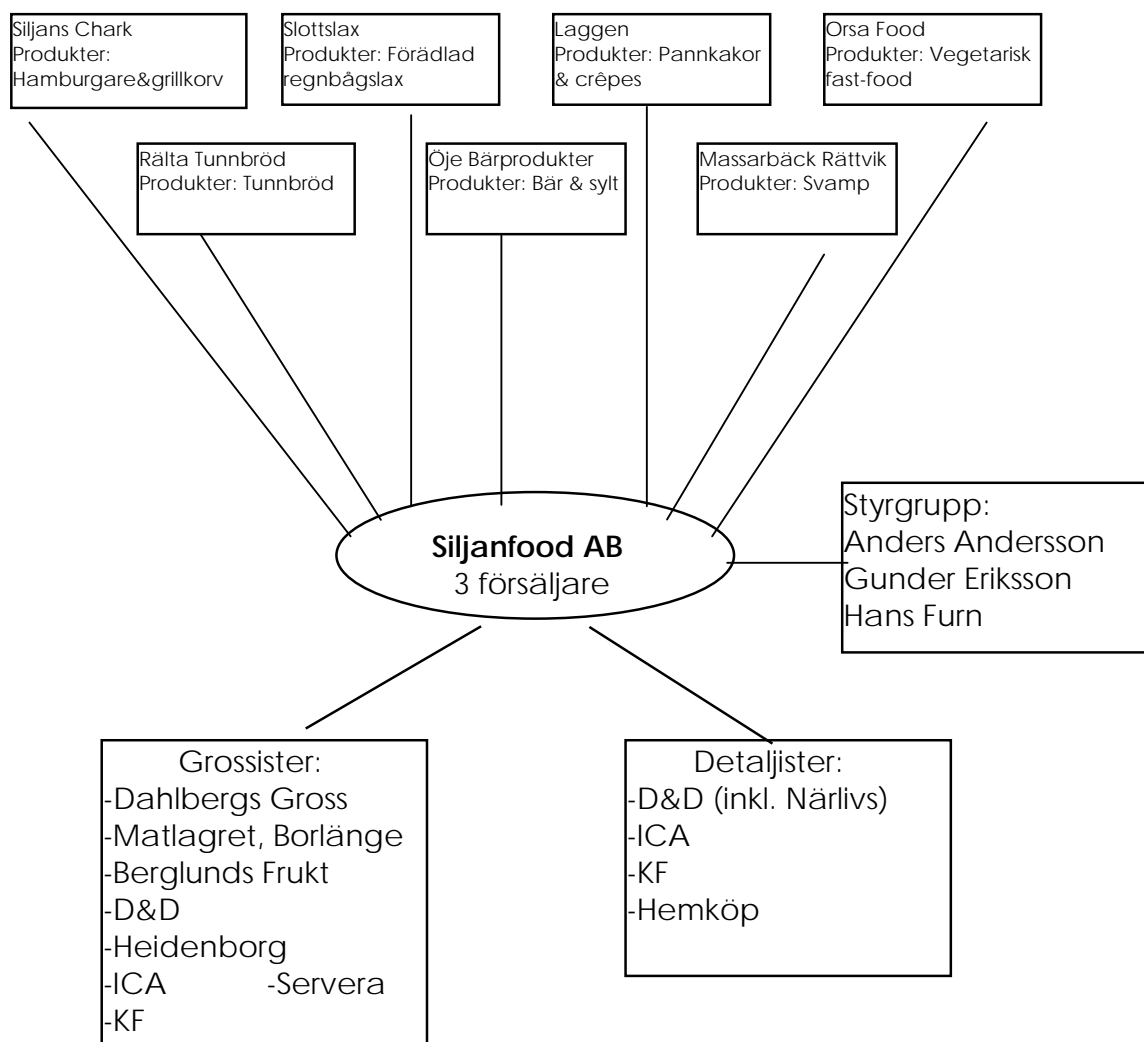 Siljans Chark
Produkter:
Hamburgare&grillkorv
Slottslax
Produkter: Förädlad
regnbågslax
Laggen
Produkter: Pannkakor
& crêpes
Orsa Food
Produkter: Vegetarisk
fast-food
Rälta Tunnbröd
Produkter: Tunnbröd
Öje Bärprodukter
Produkter: Bär & sylt
Massarbäck Rättvik
Produkter: Svamp
Siljanfood AB
3 försäljare
Styrgrupp:
Anders Andersson
Gunder Eriksson
Hans Furn
Grossister:
-Dahlbergs Gross
-Matlagret, Borlänge
-Berglunds Frukt
-D&D
-Heidenborg
-ICA -Servera
-KF
Detaljister:
-D&D (inkl. Närlivs)
-ICA
-KF
-Hemköp